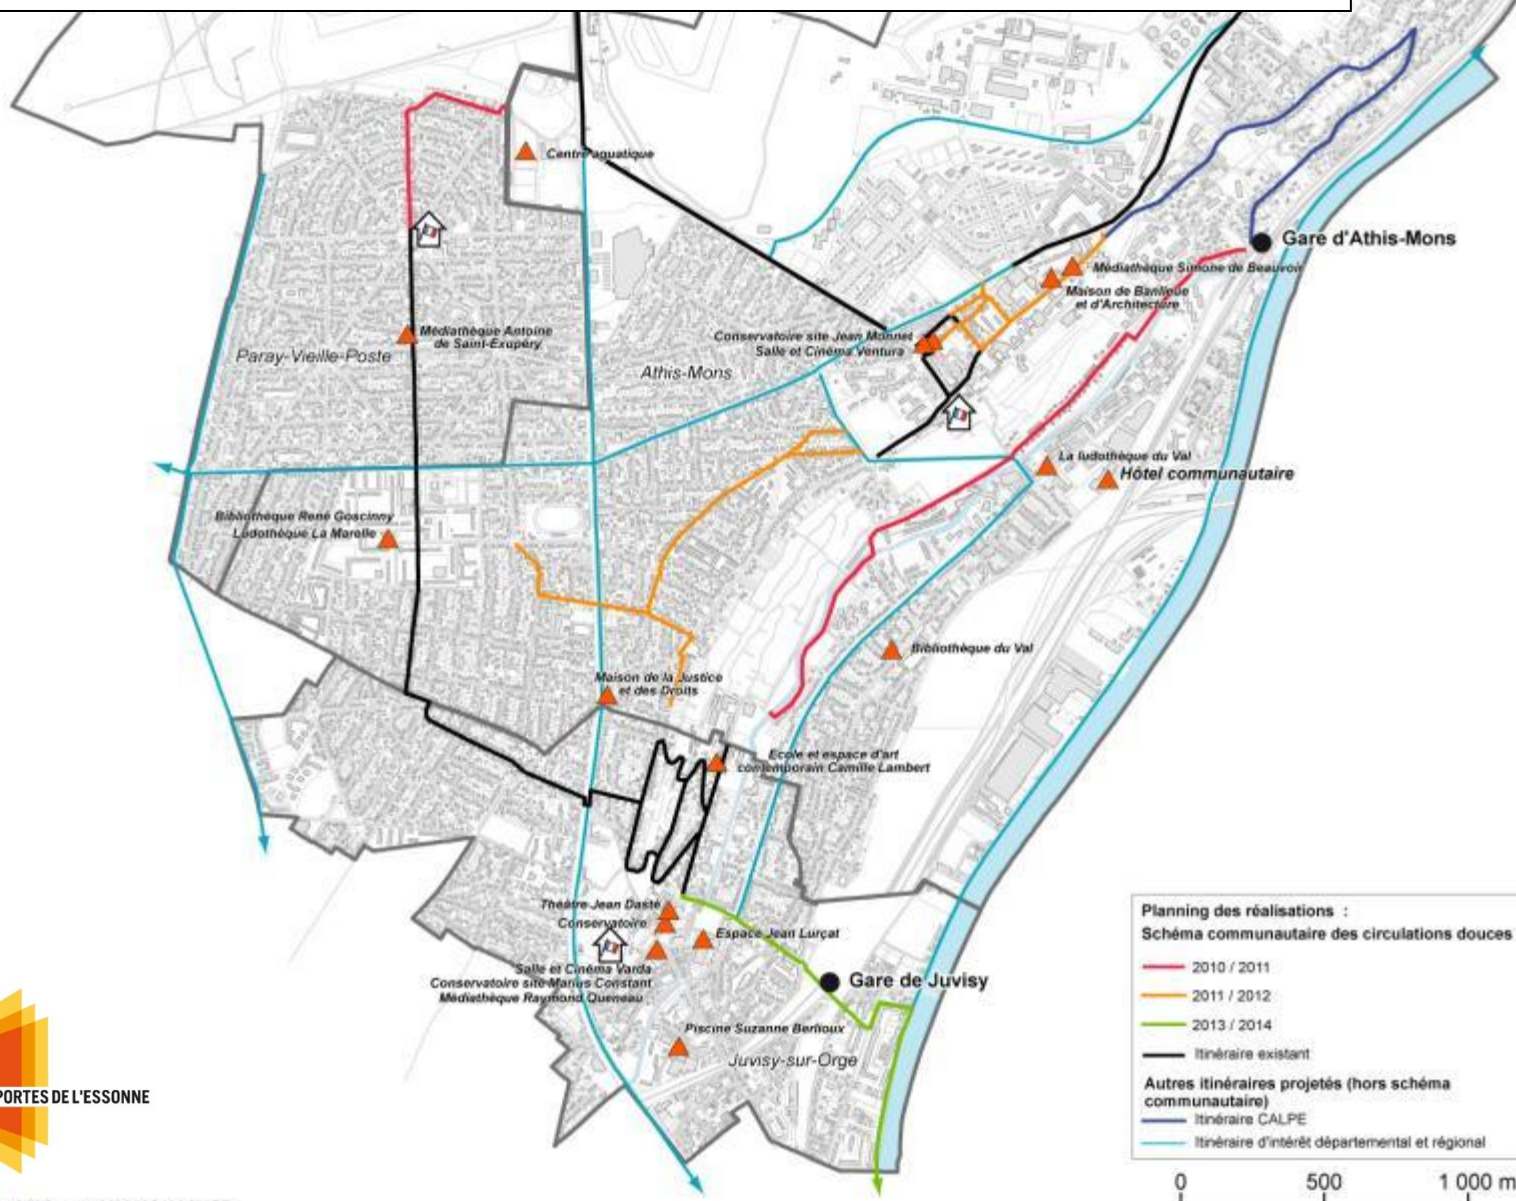 Centre aquatique
Gare d'Athis-Mons
Médiathèque Simone de Beauvoir
Maison de Banlieue
et d'Architecture
Conservatoire site Jean Monnet
Salle et Cinéma Ventura
Médiathèque Antoine
de Saint-Exupéry
Paray-Vieille-Poste
Athis-Mons
La ludothèque du Val
Hôtel communautaire
Bibliothèque René Goscinny
Ludothèque La Marelle
Bibliothèque du Val
Maison de la Justice
et des Droits
Ecole et espace d'art
contemporain Camille Lambert
Théâtre Jean Dasté
Conservatoire
Espace Jean Lurçat
Salle et Cinéma Varda
Conservatoire site Marius Constant
Médiathèque Raymond Queneau
Gare de Juvisy
Piscine Suzanne Berlioux
Juvisy-sur-Orge
PORTES DE L'ESSONNE
Planning des réalisations :
Schéma communautaire des circulations douces
2010 / 2011
2011 / 2012
2013 / 2014
Itinéraire existant
Autres itinéraires projetés (hors schéma
communautaire)
Itinéraire CALPE
Itinéraire d'intérêt départemental et régional
0 500 1 000 m